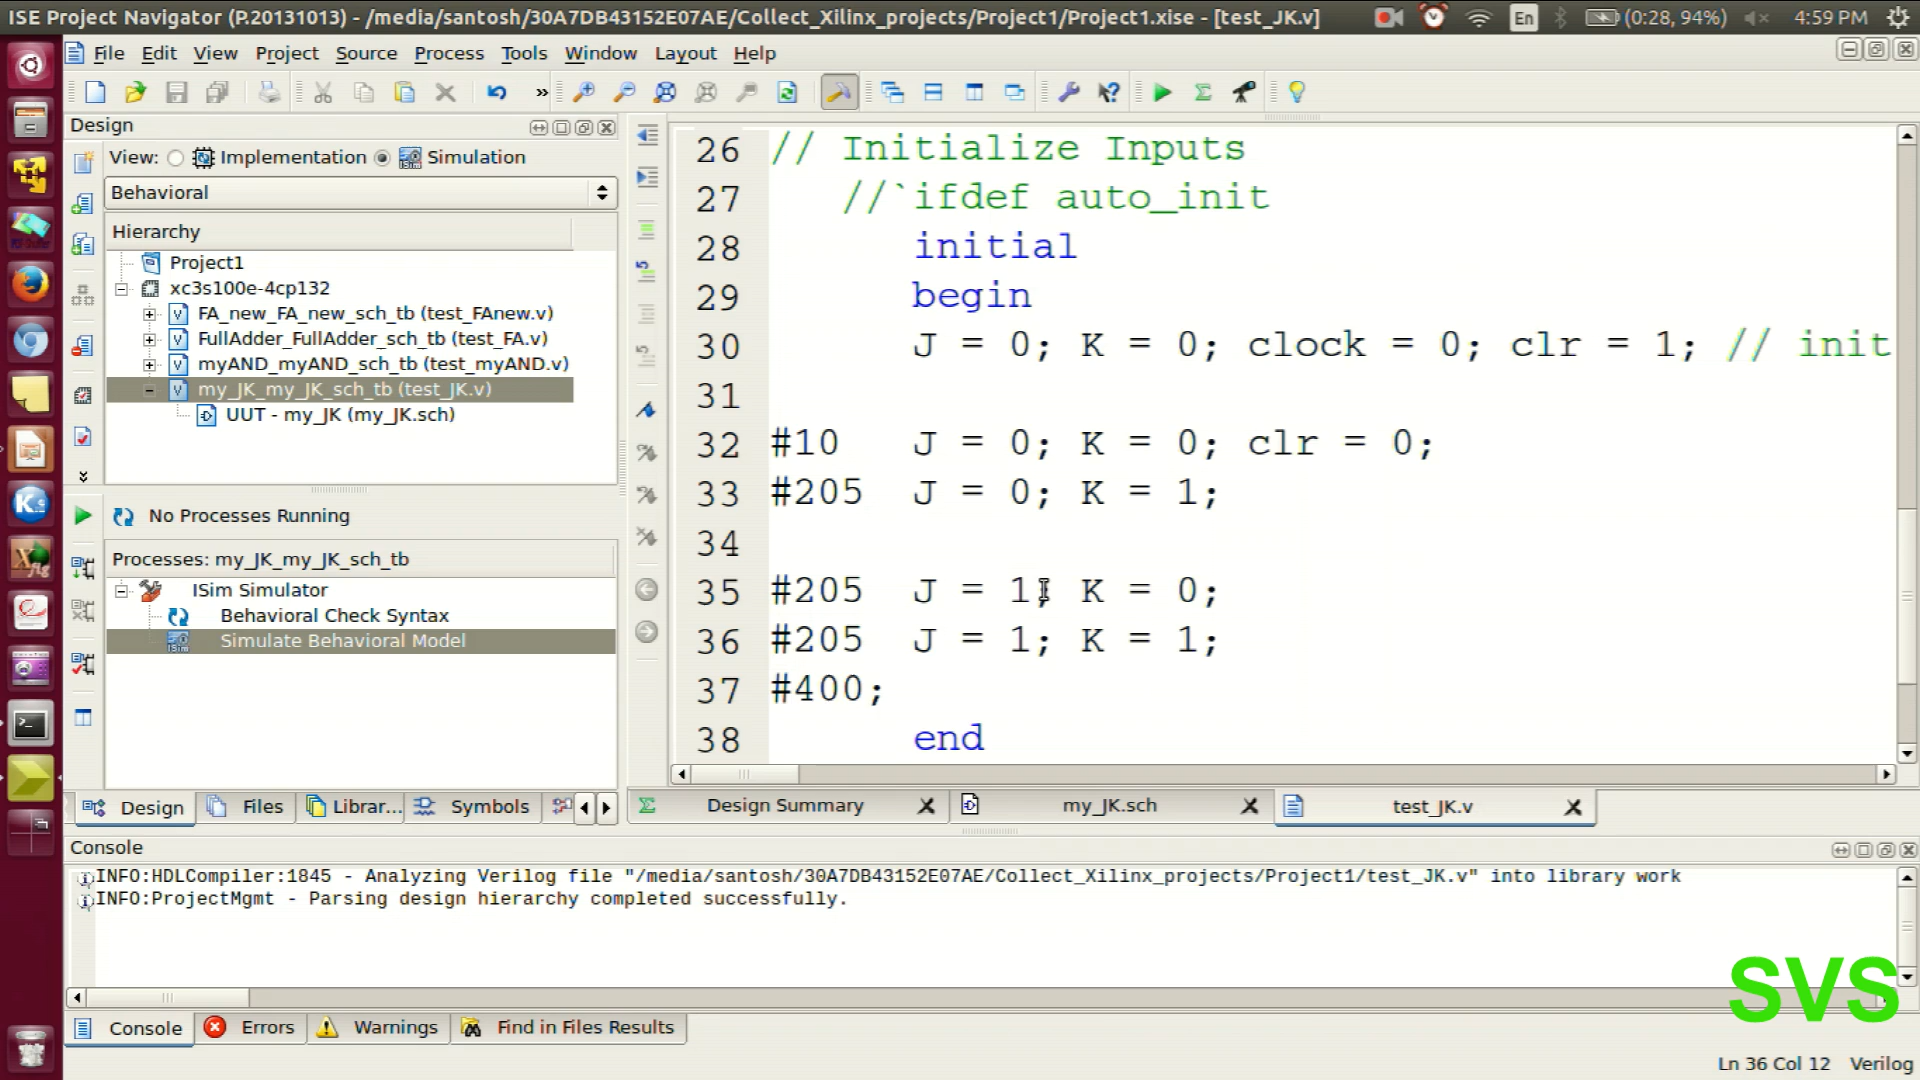 ISE Project Navigator (P.20131013) - /media/santosh/30A7DB43152E07AE/Collect_Xilinx_projects/Project1/Project1.xise - [test_JK.v]
En
(0:28, 94%)
4:59 PM
File Edit View Project Source Process Tools Window Layout Help
»
Design
View: Implementation Simulation
Behavioral
Hierarchy
Project1
xc3s100e-4cp132
FA_new_FA_new_sch_tb (test_FAnew.v)
FullAdder_FullAdder_sch_tb (test_FA.v)
myAND_myAND_sch_tb (test_myAND.v)
my_JK_my_JK_sch_tb (test_JK.v)
UUT - my_JK (my_JK.sch)
No Processes Running
Processes: my_JK_my_JK_sch_tb
ISim Simulator
Behavioral Check Syntax
Simulate Behavioral Model
Design Files Librar... Symbols
26 // Initialize Inputs
27 //`ifdef auto_init
28 initial
29 begin
30 J = 0; K = 0; clock = 0; clr = 1; // init
31
32 #10 J = 0; K = 0; clr = 0;
33 #205 J = 0; K = 1;
34
35 #205 J = 1; K = 0;
36 #205 J = 1; K = 1;
37 #400;
38 end
Design Summary my_JK.sch test_JK.v
Console
INFO:HDLCompiler:1845 - Analyzing Verilog file "/media/santosh/30A7DB43152E07AE/Collect_Xilinx_projects/Project1/test_JK.v" into library work
INFO:ProjectMgmt - Parsing design hierarchy completed successfully.
SVS
Console Errors Warnings Find in Files Results
Ln 36 Col 12 Verilog